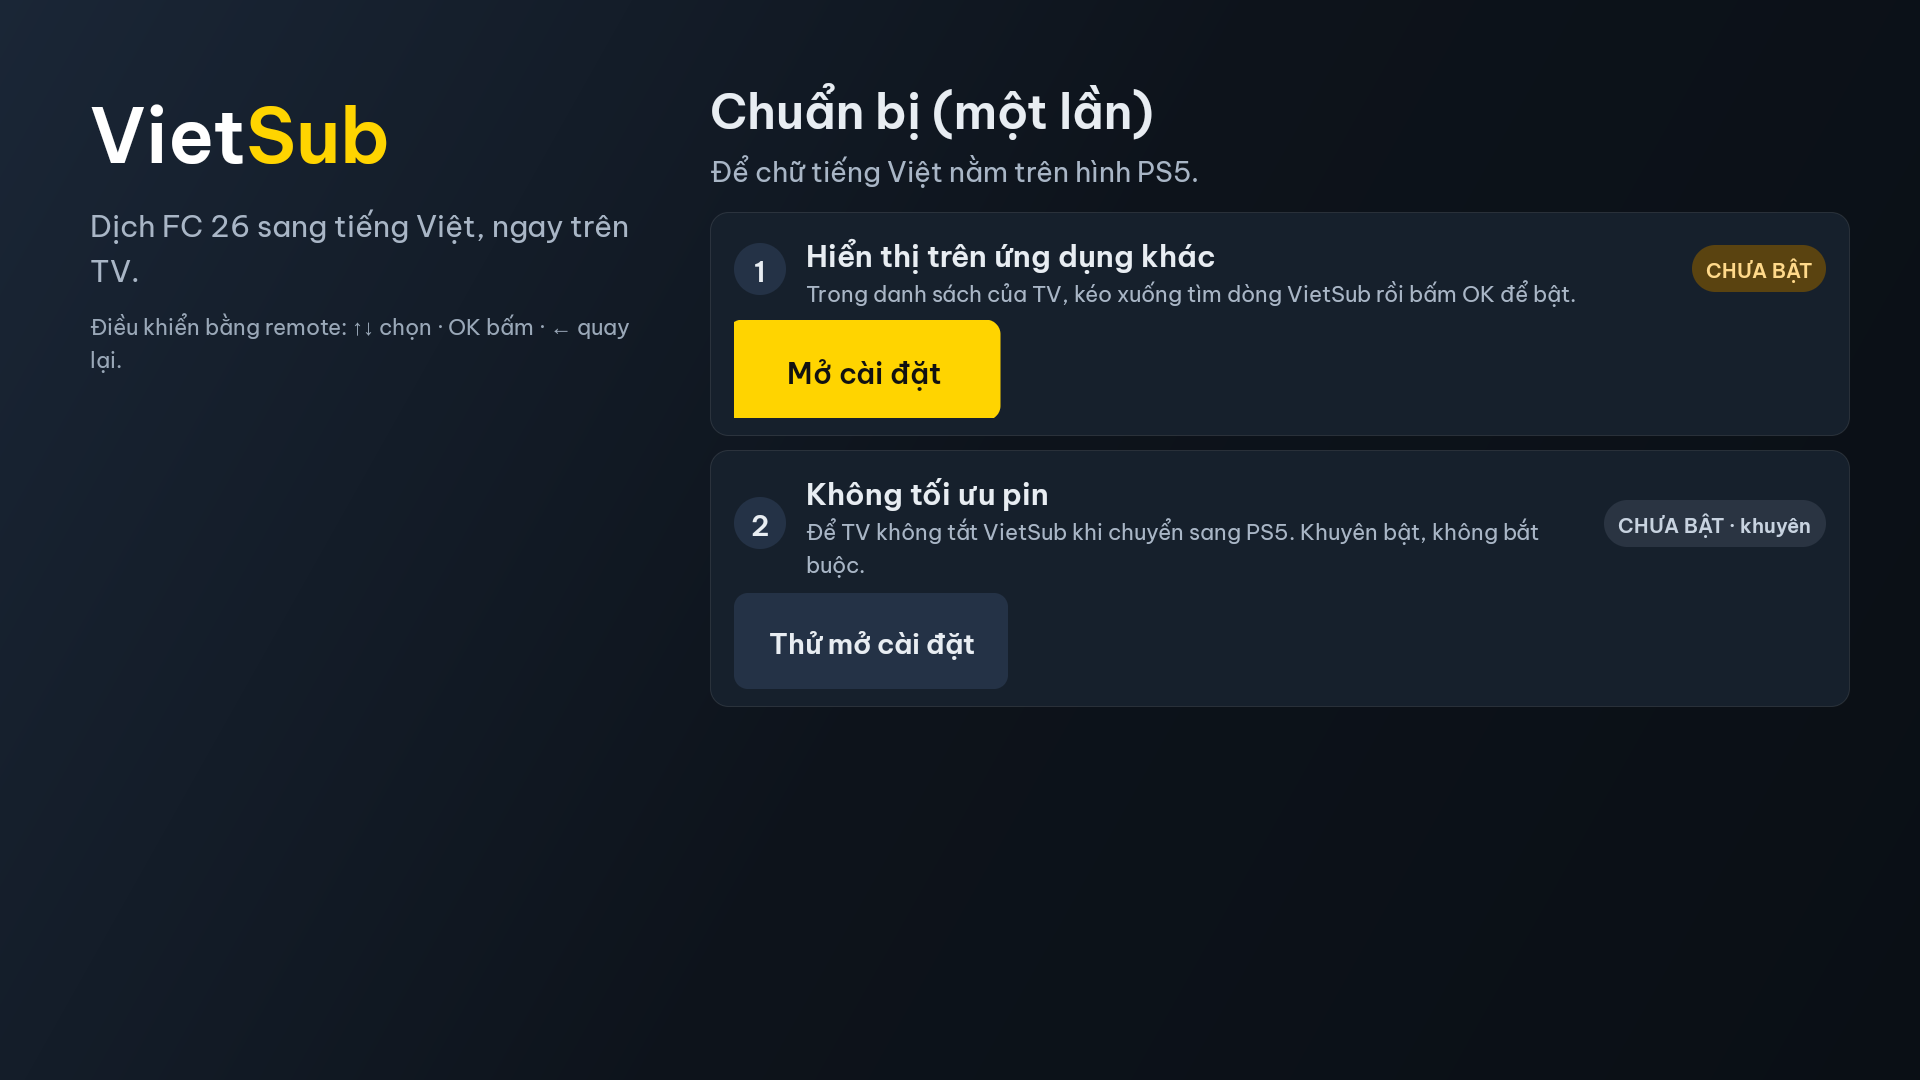 VietSub
Dịch FC 26 sang tiếng Việt, ngay trên
TV.
Điều khiển bằng remote: ↑↓ chọn · OK bấm · ← quay
lại.
Chuẩn bị (một lần)
Để chữ tiếng Việt nằm trên hình PS5.
1
Hiển thị trên ứng dụng khác
Trong danh sách của TV, kéo xuống tìm dòng VietSub rồi bấm OK để bật.
CHƯA BẬT
Mở cài đặt
2
Không tối ưu pin
Để TV không tắt VietSub khi chuyển sang PS5. Khuyên bật, không bắt
buộc.
CHƯA BẬT · khuyên
Thử mở cài đặt